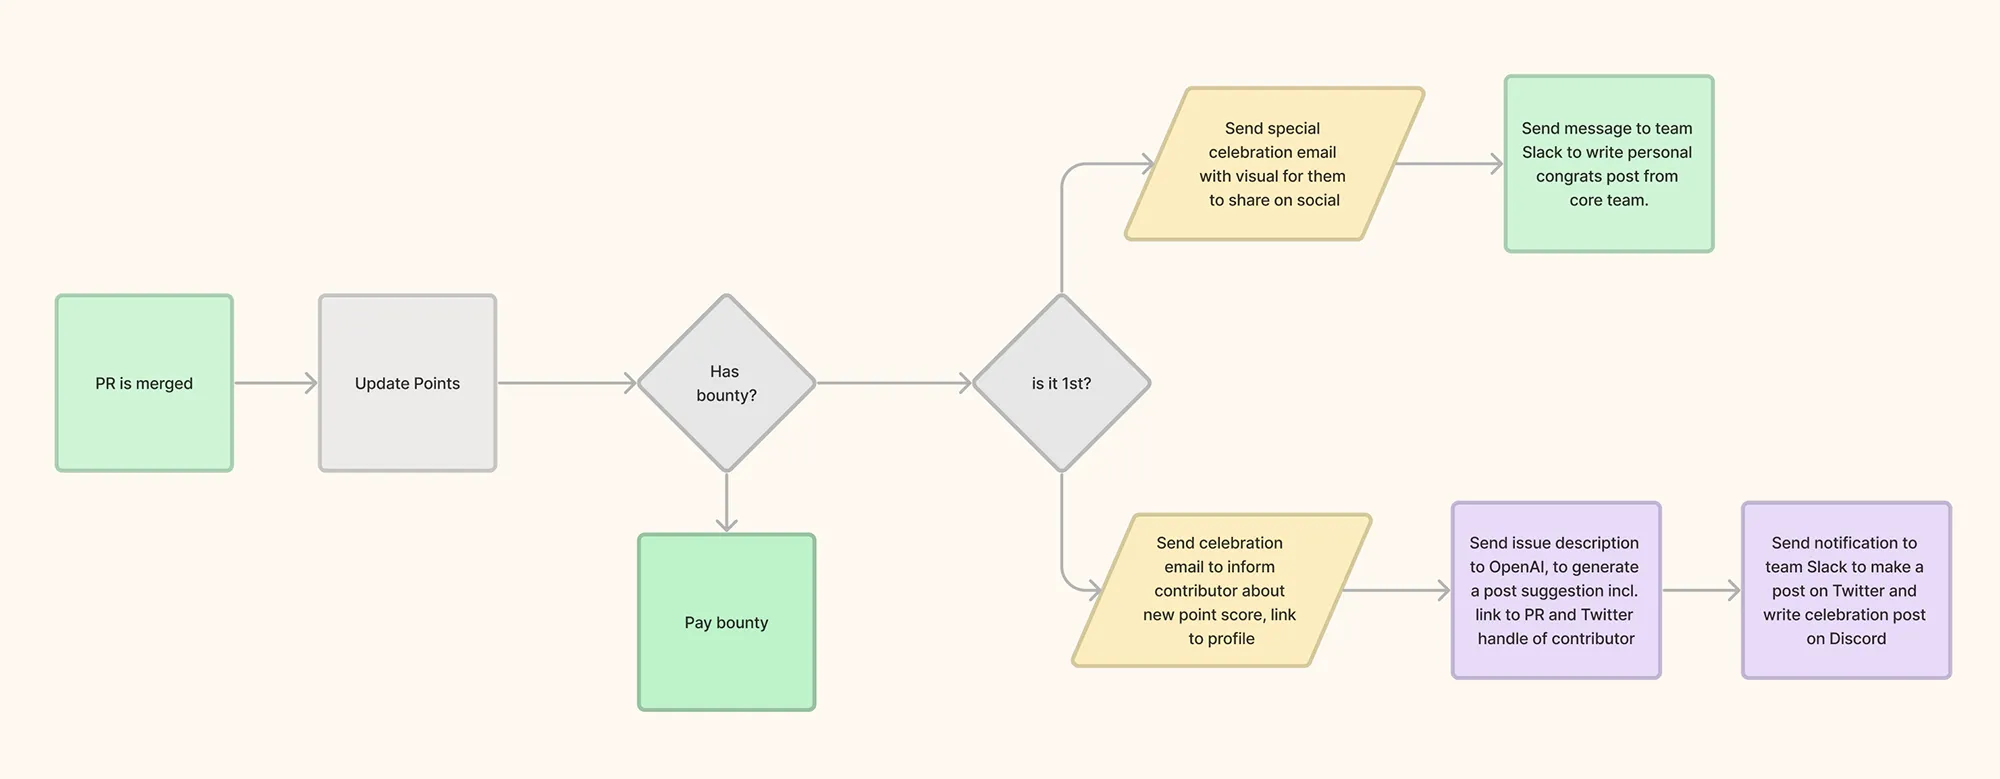 PR is merged
Update Points
Has
bounty?
Pay bounty
is it 1st?
Send special
celebration email
with visual for them
to share on social
Send message to team
Slack to write personal
congrats post from
core team.
Send celebration
email to inform
contributor about
new point score, link
to profile
Send issue description
to OpenAI, to generate
a post suggestion incl.
link to PR and Twitter
handle of contributor
Send notification to
team Slack to make a
post on Twitter and
write celebration post
on Discord